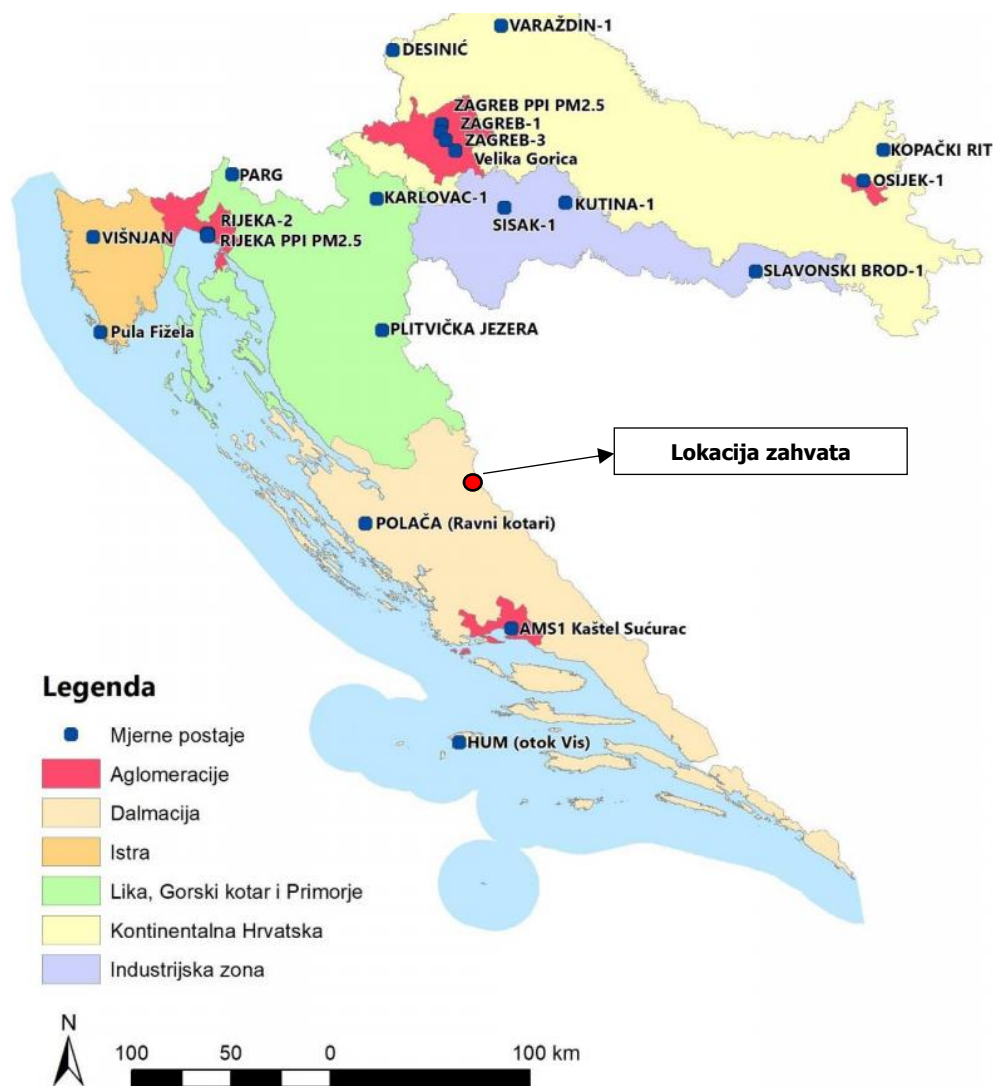 VARAŽDIN-1
DESINIĆ
ZAGREB PPI PM2.5
ZAGREB-1
ZAGREB-3
Velika Gorica
KOPAČKI RIT
OSIJEK-1
PARG
KARLOVAC-1
KUTINA-1
SISAK-1
RIJEKA-2
RIJEKA PPI PM2.5
VIŠNJAN
SLAVONSKI BROD-1
Pula Fižela
PLITVIČKA JEZERA
Lokacija zahvata
POLAČA (Ravni kotari)
AMS1 Kaštel Sućurac
HUM (otok Vis)
Legenda
Mjerne postaje
Aglomeracije
Dalmacija
Istra
Lika, Gorski kotar i Primorje
Kontinentalna Hrvatska
Industrijska zona
N
100 50 0 100 km